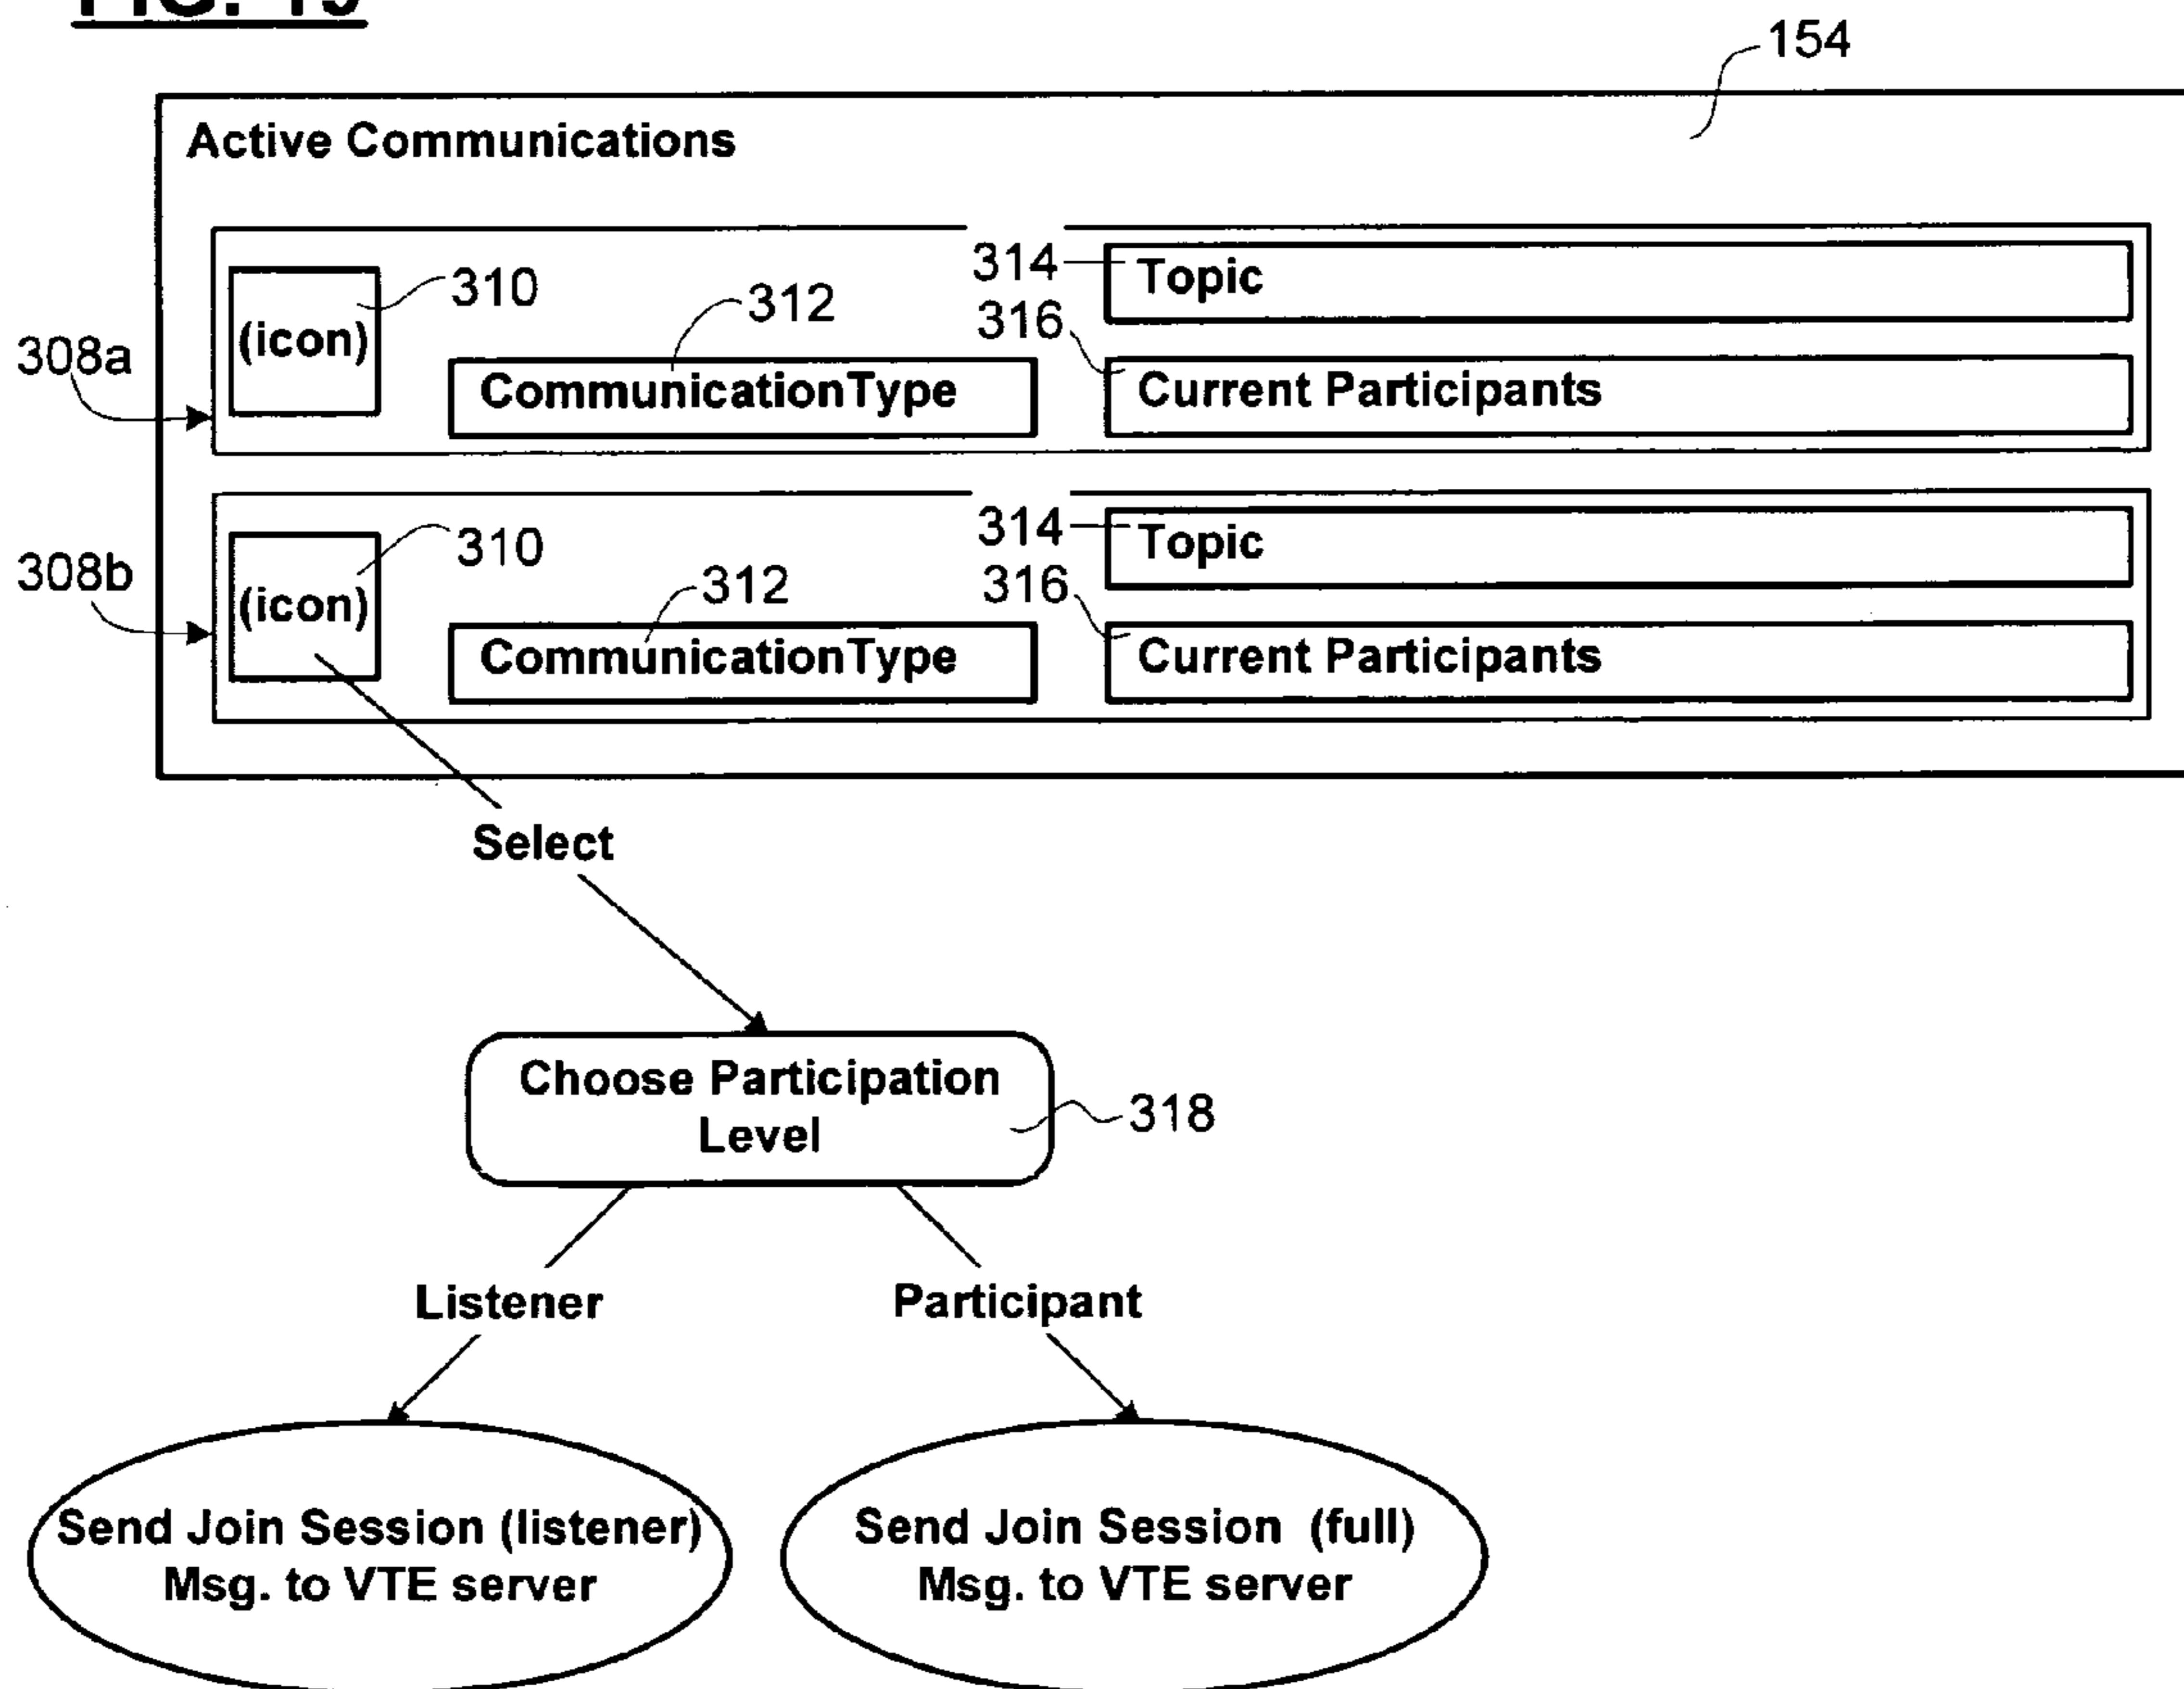 154
Active Communications
314
Topic
310
312
316
(icon)
308a
CommunicationType
Current Participants
314
Topic
310
308b
312
316
(icon)
CommunicationType
Current Participants
Select
Choose Participation
Level
318
Listener
Participant
Send Join Session (listener)
Msg. to VTE server
Send Join Session (full)
Msg. to VTE server